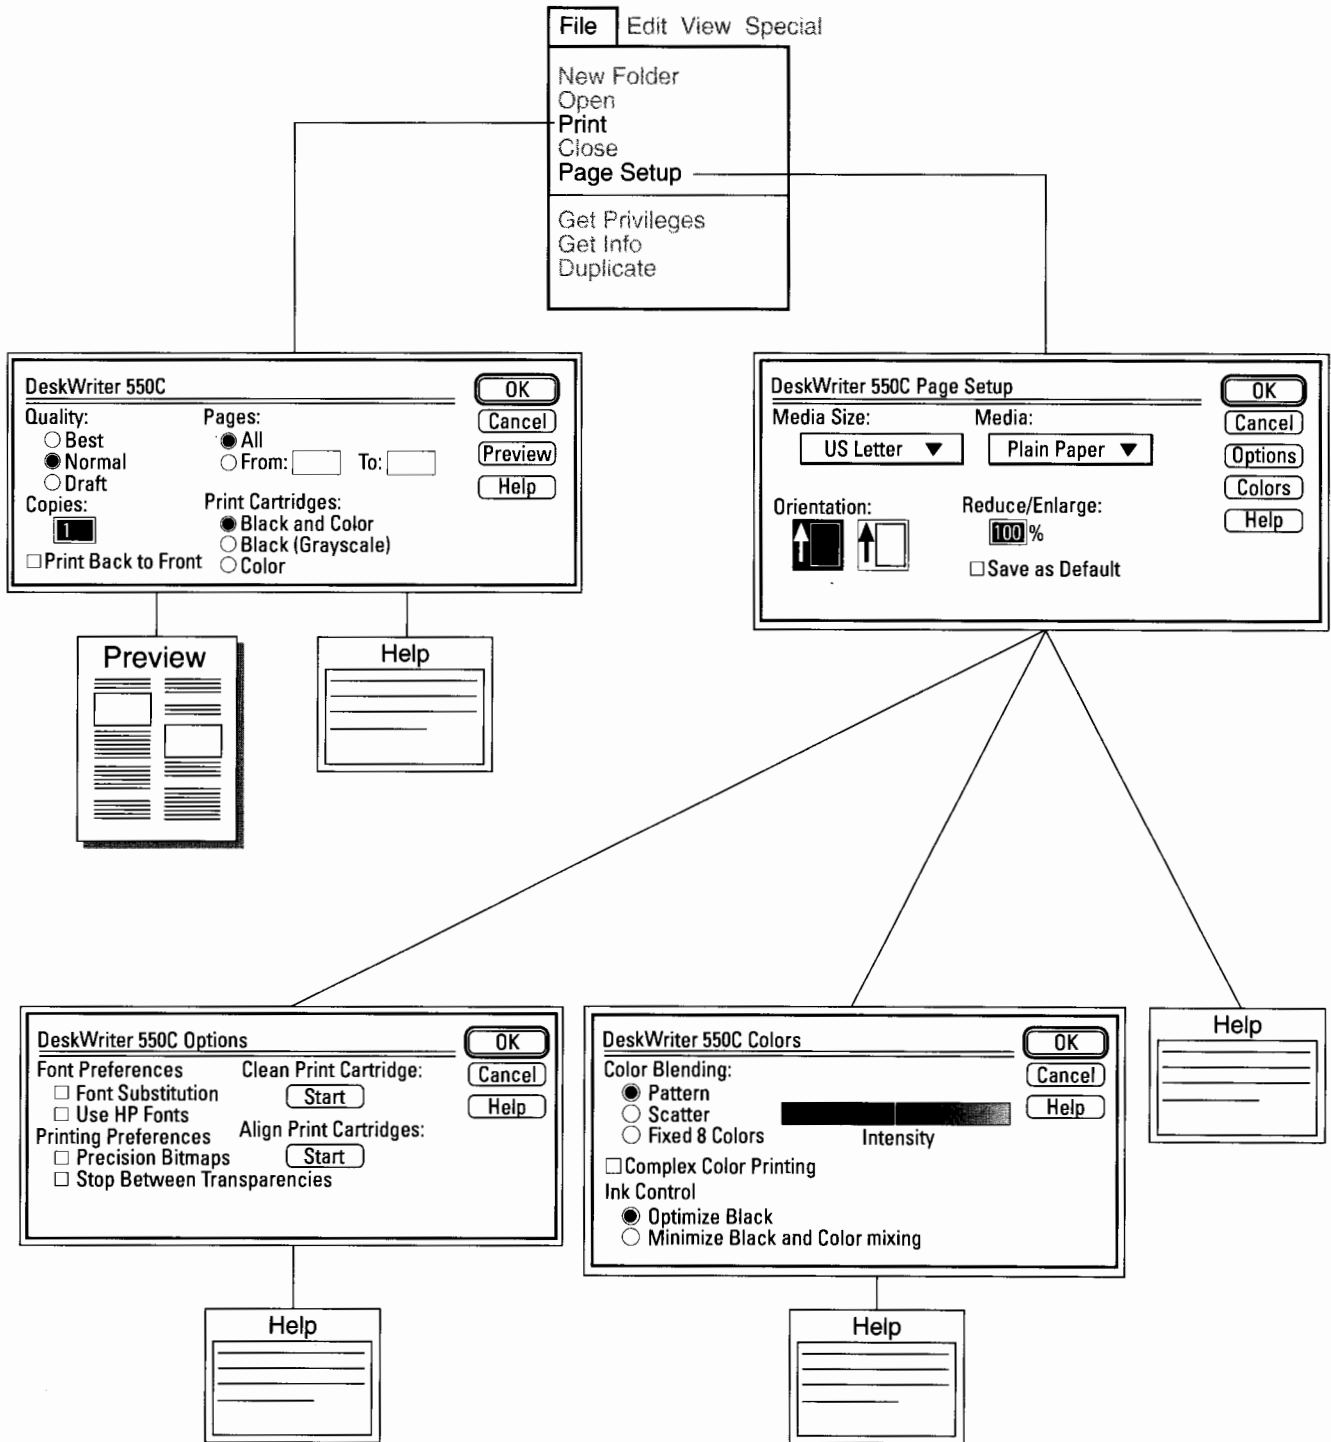 File Edit View Special
New Folder
Open
Print
Close
Page Setup
Get Privileges
Get Info
Duplicate
DeskWriter 550C
OK
Quality:
Best
Normal
Draft
Pages:
All
From: To:
Cancel
Preview
Help
Copies:
1
Print Back to Front
Print Cartridges:
Black and Color
Black (Grayscale)
Color
DeskWriter 550C Page Setup
OK
Media Size:
US Letter
Media:
Plain Paper
Cancel
Options
Colors
Help
Orientation:
Reduce/Enlarge:
100 %
Save as Default
Preview
Help
DeskWriter 550C Options
OK
Font Preferences
Font Substitution
Use HP Fonts
Printing Preferences
Precision Bitmaps
Stop Between Transparencies
Clean Print Cartridge:
Start
Align Print Cartridges:
Start
Cancel
Help
DeskWriter 550C Colors
OK
Color Blending:
Pattern
Scatter
Fixed 8 Colors
Intensity
Cancel
Help
Complex Color Printing
Ink Control
Optimize Black
Minimize Black and Color mixing
Help
Help
Help